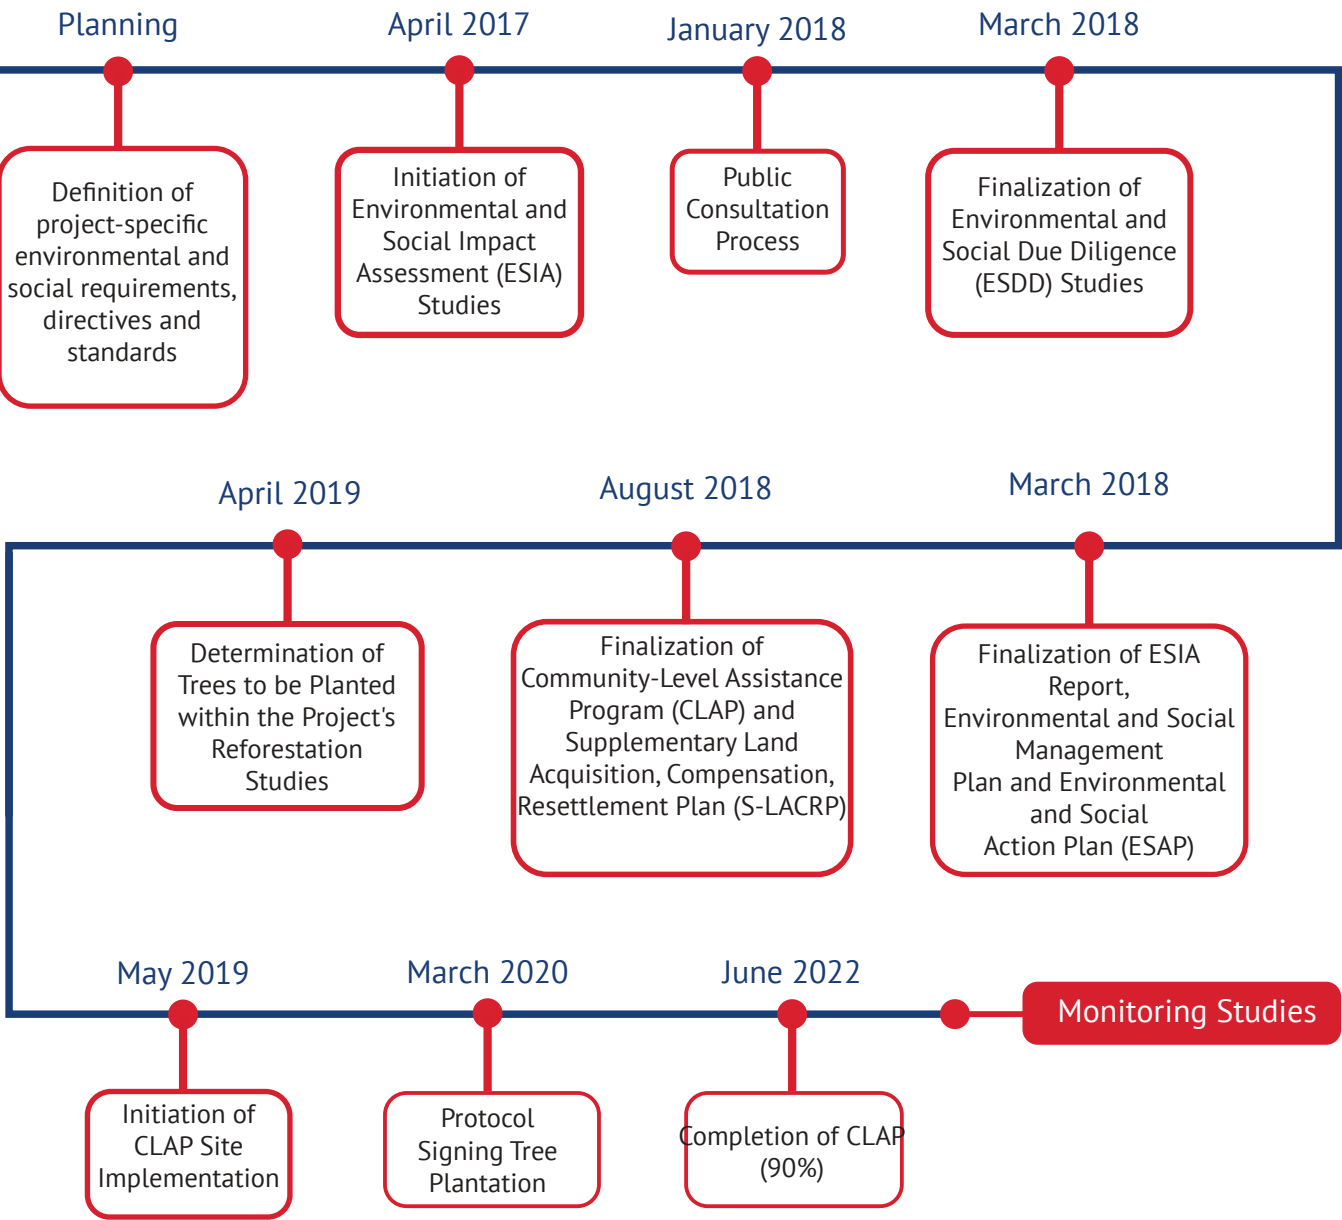 Planning
Definition of
project-specific
environmental and
social requirements,
directives and
standards
April 2017
Initiation of
Environmental and
Social Impact
Assessment (ESIA)
Studies
January 2018
Public
Consultation
Process
March 2018
Finalization of
Environmental and
Social Due Diligence
(ESDD) Studies
March 2018
Finalization of ESIA
Report,
Environmental and Social
Management
Plan and Environmental
and Social
Action Plan (ESAP)
August 2018
Finalization of
Community-Level Assistance
Program (CLAP) and
Supplementary Land
Acquisition, Compensation,
Resettlement Plan (S-LACRP)
April 2019
Determination of
Trees to be Planted
within the Project's
Reforestation
Studies
May 2019
Initiation of
CLAP Site
Implementation
March 2020
Protocol
Signing Tree
Plantation
June 2022
Completion of CLAP
(90%)
Monitoring Studies